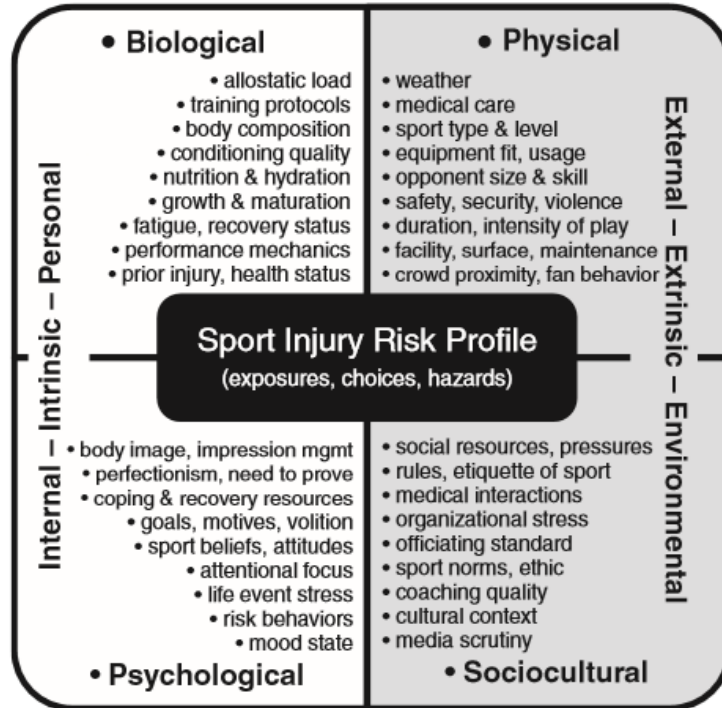 • Biological
• allostatic load
• training protocols
• body composition
• conditioning quality
• nutrition & hydration
• growth & maturation
• fatigue, recovery status
• performance mechanics
• prior injury, health status
• Physical
• weather
• medical care
• sport type & level
• equipment fit, usage
• opponent size & skill
• safety, security, violence
• duration, intensity of play
• facility, surface, maintenance
• crowd proximity, fan behavior
Internal – Intrinsic – Personal
Sport Injury Risk Profile
(exposures, choices, hazards)
External – Extrinsic – Environmental
• body image, impression mgmt
• perfectionism, need to prove
• coping & recovery resources
• goals, motives, volition
• sport beliefs, attitudes
• attentional focus
• life event stress
• risk behaviors
• mood state
• Psychological
• social resources, pressures
• rules, etiquette of sport
• medical interactions
• organizational stress
• officiating standard
• sport norms, ethic
• coaching quality
• cultural context
• media scrutiny
• Sociocultural